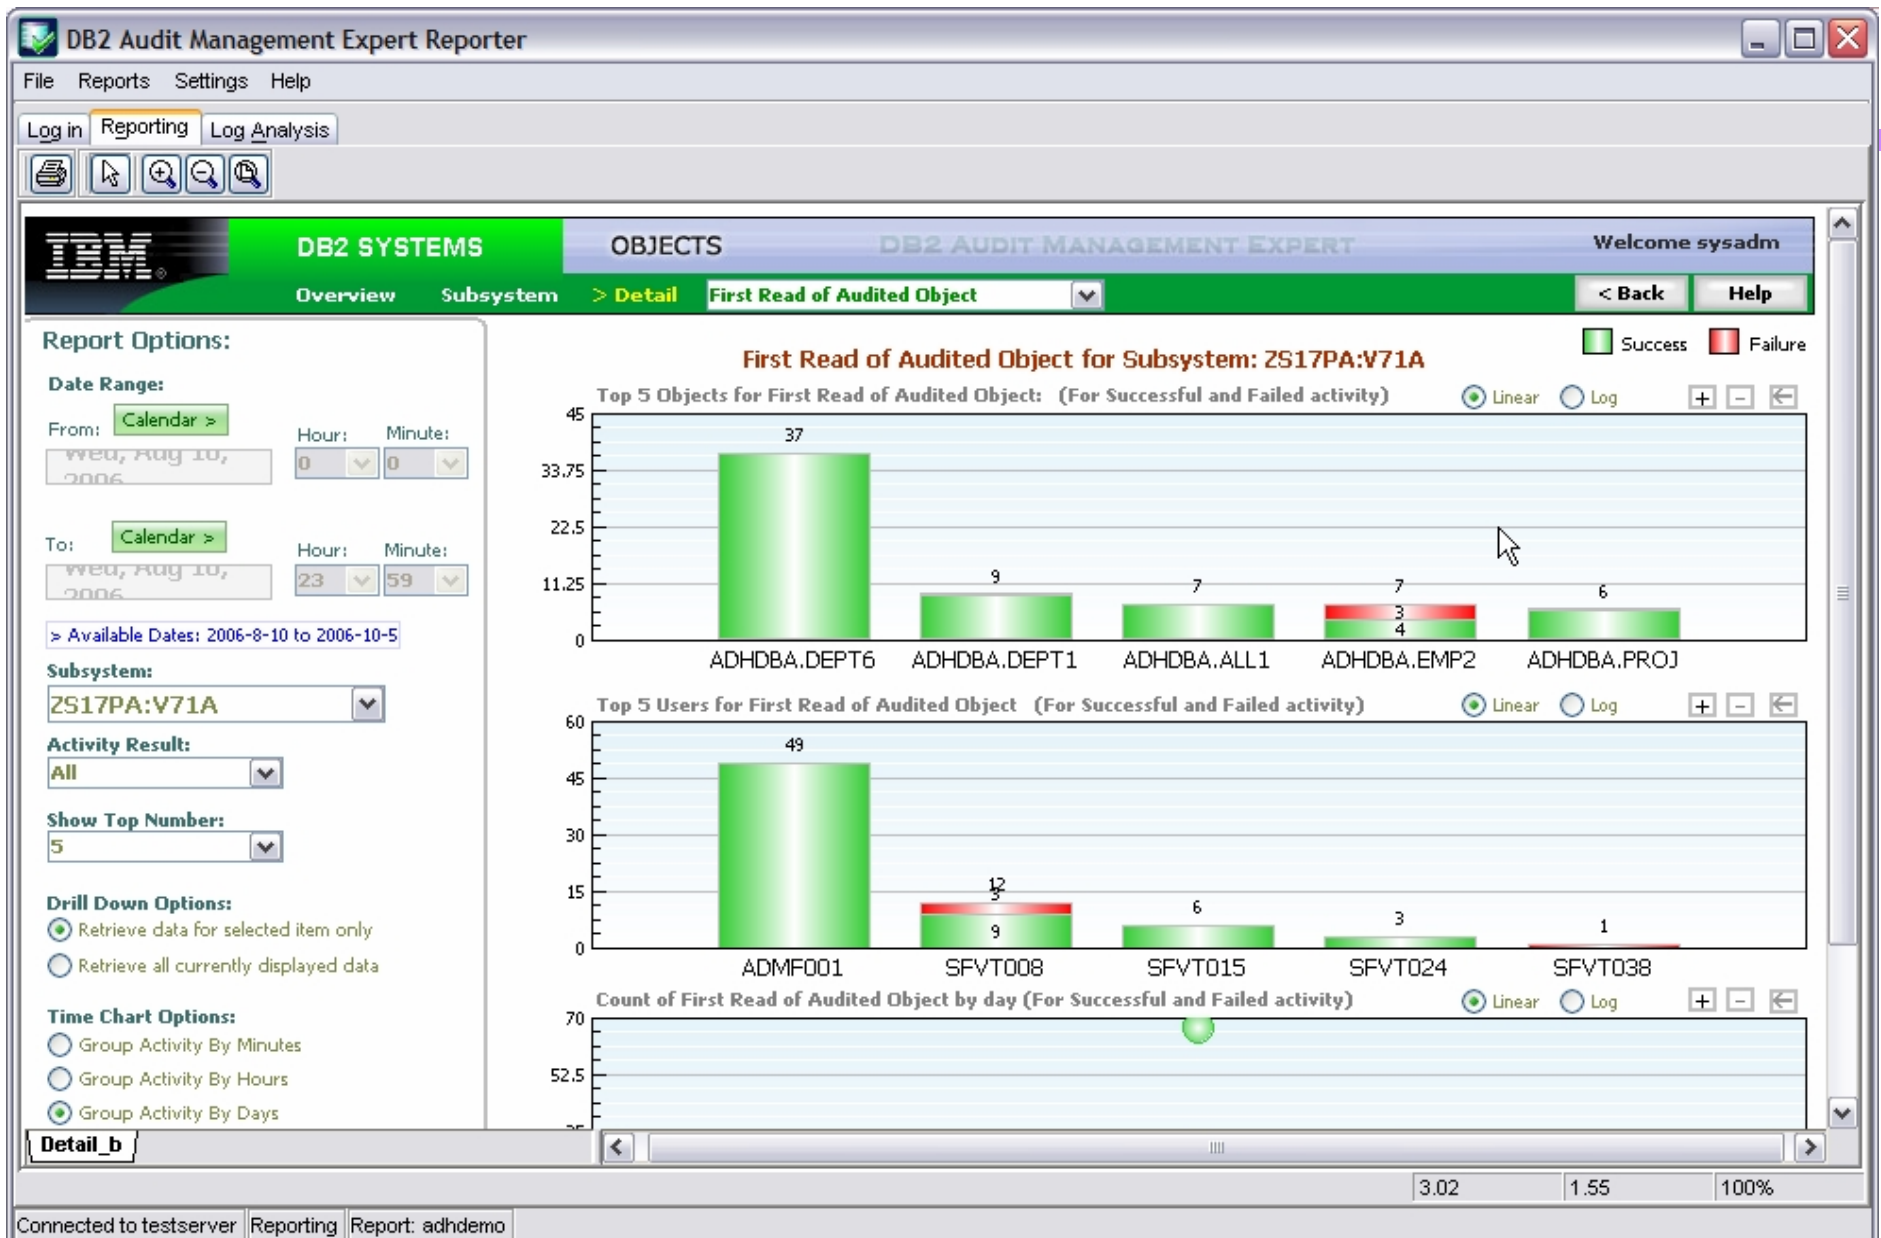 DB2 Audit Management Expert Reporter
File Reports Settings Help
Log in Reporting Log Analysis
IBM. DB2 SYSTEMS OBJECTS DB2 AUDIT MANAGEMENT EXPERT Welcome sysadm
Overview Subsystem > Detail First Read of Audited Object < Back Help
Report Options:
Date Range:
From: Calendar >
Hour: Minute:
Wed, Aug 10, 2006
0 0
To: Calendar >
Hour: Minute:
Wed, Aug 10, 2006
23 59
> Available Dates: 2006-8-10 to 2006-10-5
Subsystem:
ZS17PA:V71A
Activity Result:
All
Show Top Number:
5
Drill Down Options:
Retrieve data for selected item only
Retrieve all currently displayed data
Time Chart Options:
Group Activity By Minutes
Group Activity By Hours
Group Activity By Days
Success Failure
First Read of Audited Object for Subsystem: ZS17PA:V71A
Top 5 Objects for First Read of Audited Object: (For Successful and Failed activity) Linear Log + -
45
33.75
22.5
11.25
0
37 9 7 7 3 4 6
ADHDBA.DEPT6 ADHDBA.DEPT1 ADHDBA.ALL1 ADHDBA.EMP2 ADHDBA.PROJ
Top 5 Users for First Read of Audited Object (For Successful and Failed activity) Linear Log + -
60
45
30
15
0
49 12 3 9 6 3 1
ADMF001 SFVT008 SFVT015 SFVT024 SFVT038
Count of First Read of Audited Object by day (For Successful and Failed activity) Linear Log + -
70
52.5
Detail_b
3.02 1.55 100%
Connected to testserver Reporting Report: adhdemo